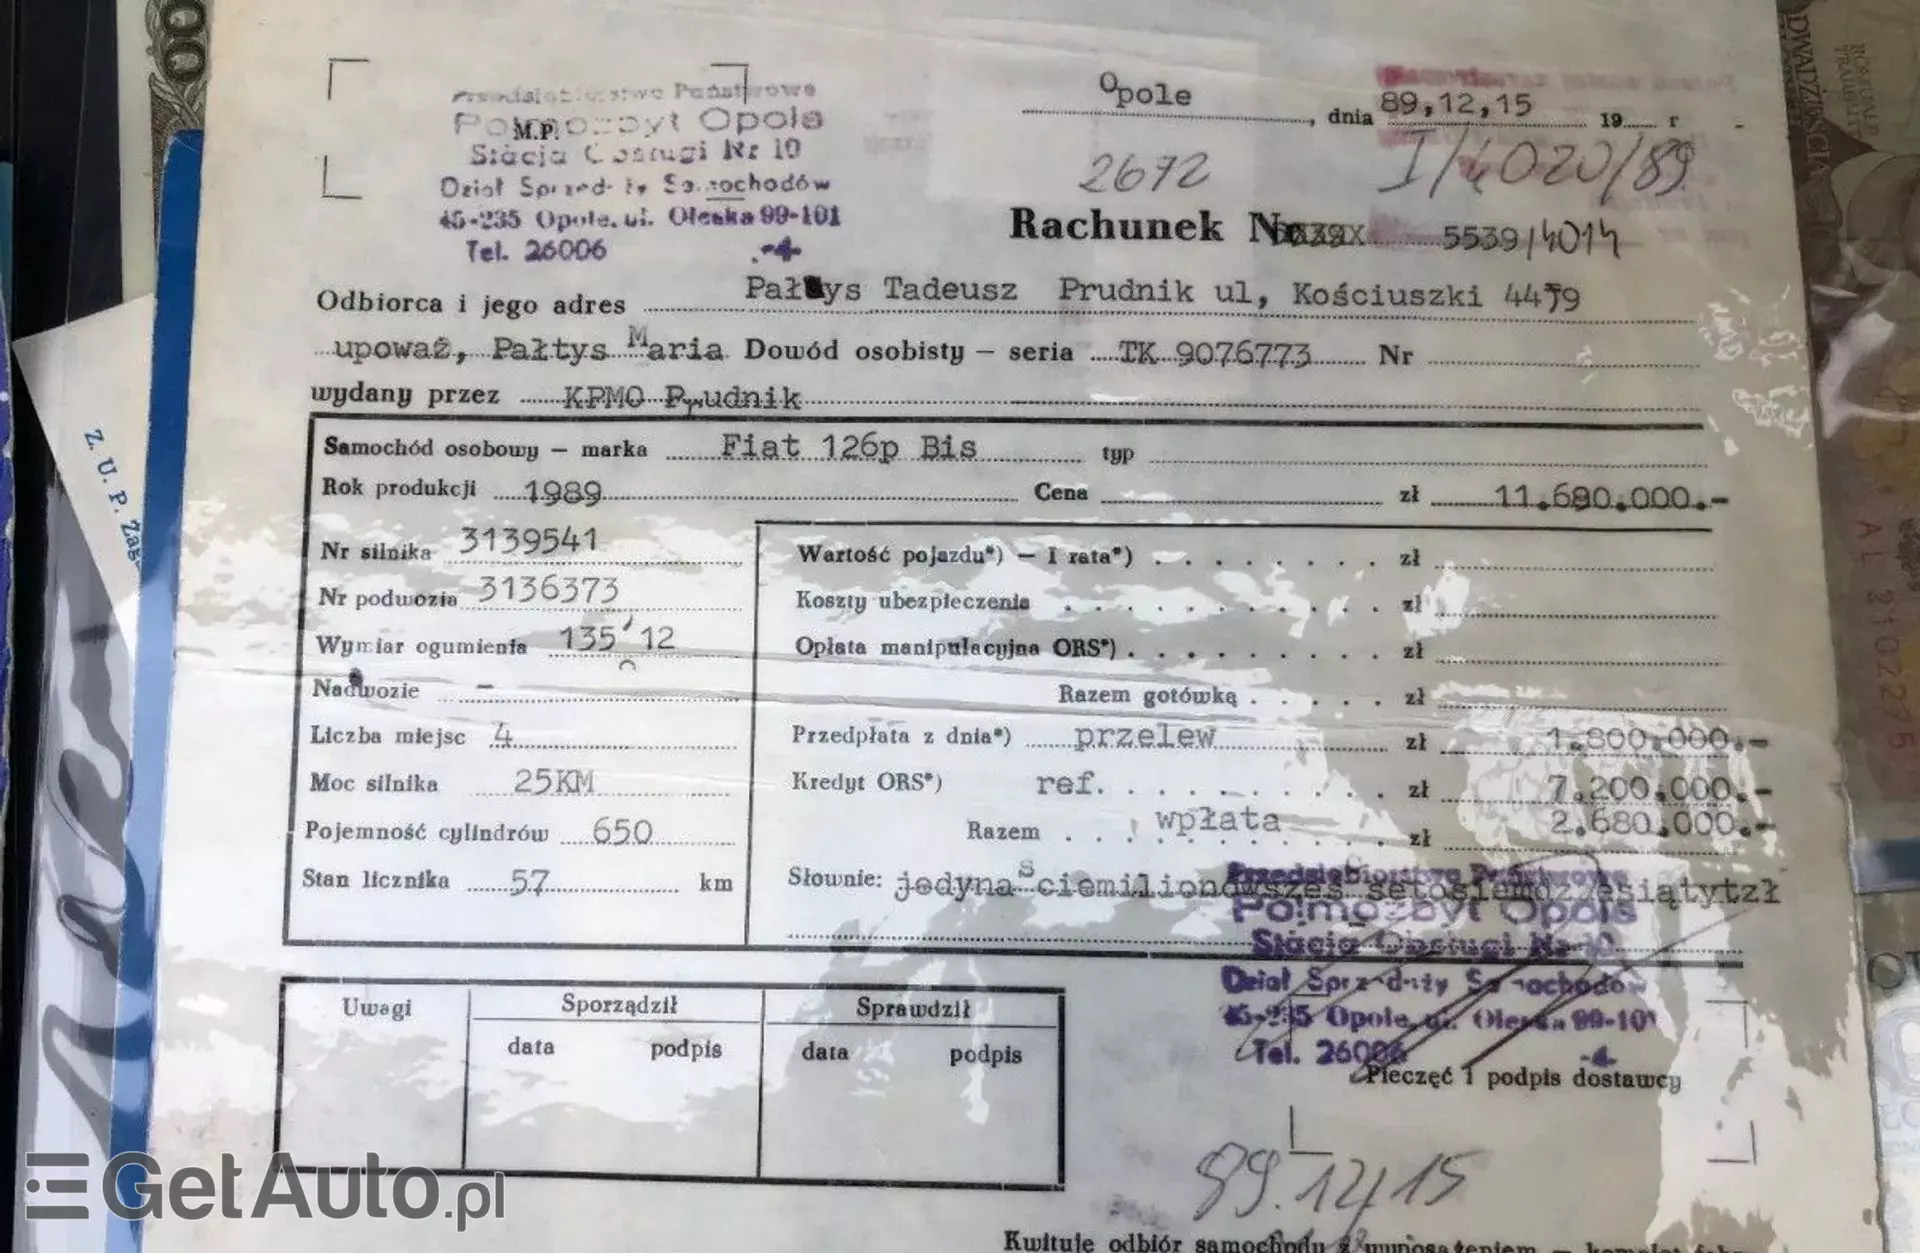 Przedsiębiorstwo Państwowe
Polmozbyt Opole
M.P.
Stacja Obsługi Nr 10
Dział Sprzedaży Samochodów
45-235 Opole, ul. Oleska 99-101
Tel. 26006 -4
Opole, dnia 89,12,15 19 r
2672 I/4020/89
Rachunek Nr 5539/4014
Odbiorca i jego adres Pałtys Tadeusz Prudnik ul, Kościuszki
upoważ, Pałtys Maria Dowód osobisty — seria TK 9076773 Nr
wydany przez KPMO Prudnik
Samochód osobowy — marka Fiat 126p Bis typ
Rok produkcji 1989 Cena zł 11.680.000.-
Nr silnika 3139541
Nr podwozia 3136373
Wymiar ogumienia 135 12
Nadwozie -
Liczba miejsc 4
Moc silnika 25KM
Pojemność cylindrów 650
Stan licznika 57 km
Wartość pojazdu*) — I rata*) . . . . . . . zł
Koszty ubezpieczenia . . . . . . . . . zł
Opłata manipulacyjna ORS*) . . . . . . . . zł
Razem gotówką . . . . zł
Przedpłata z dnia*) przelew zł 1.800.000.-
Kredyt ORS*) ref. . . . . . . . . . zł 7.200.000.-
Razem . . . wpłata zł 2.680.000.-
Słownie:
Przedsiębiorstwo Państwowe
Polmozbyt Opole
Stacja Obsługi Nr 10
Dział Sprzedaży Samochodów
45-235 Opole, ul. Oleska 99-101
Tel. 26006 -4
Pieczęć i podpis dostawcy
Uwagi Sporządził Sprawdził
data podpis data podpis
89.12.15
Kwituję odbiór samochodu z wyposażeniem —
Z. U. P.
AL 2102275
GetAuto.pl